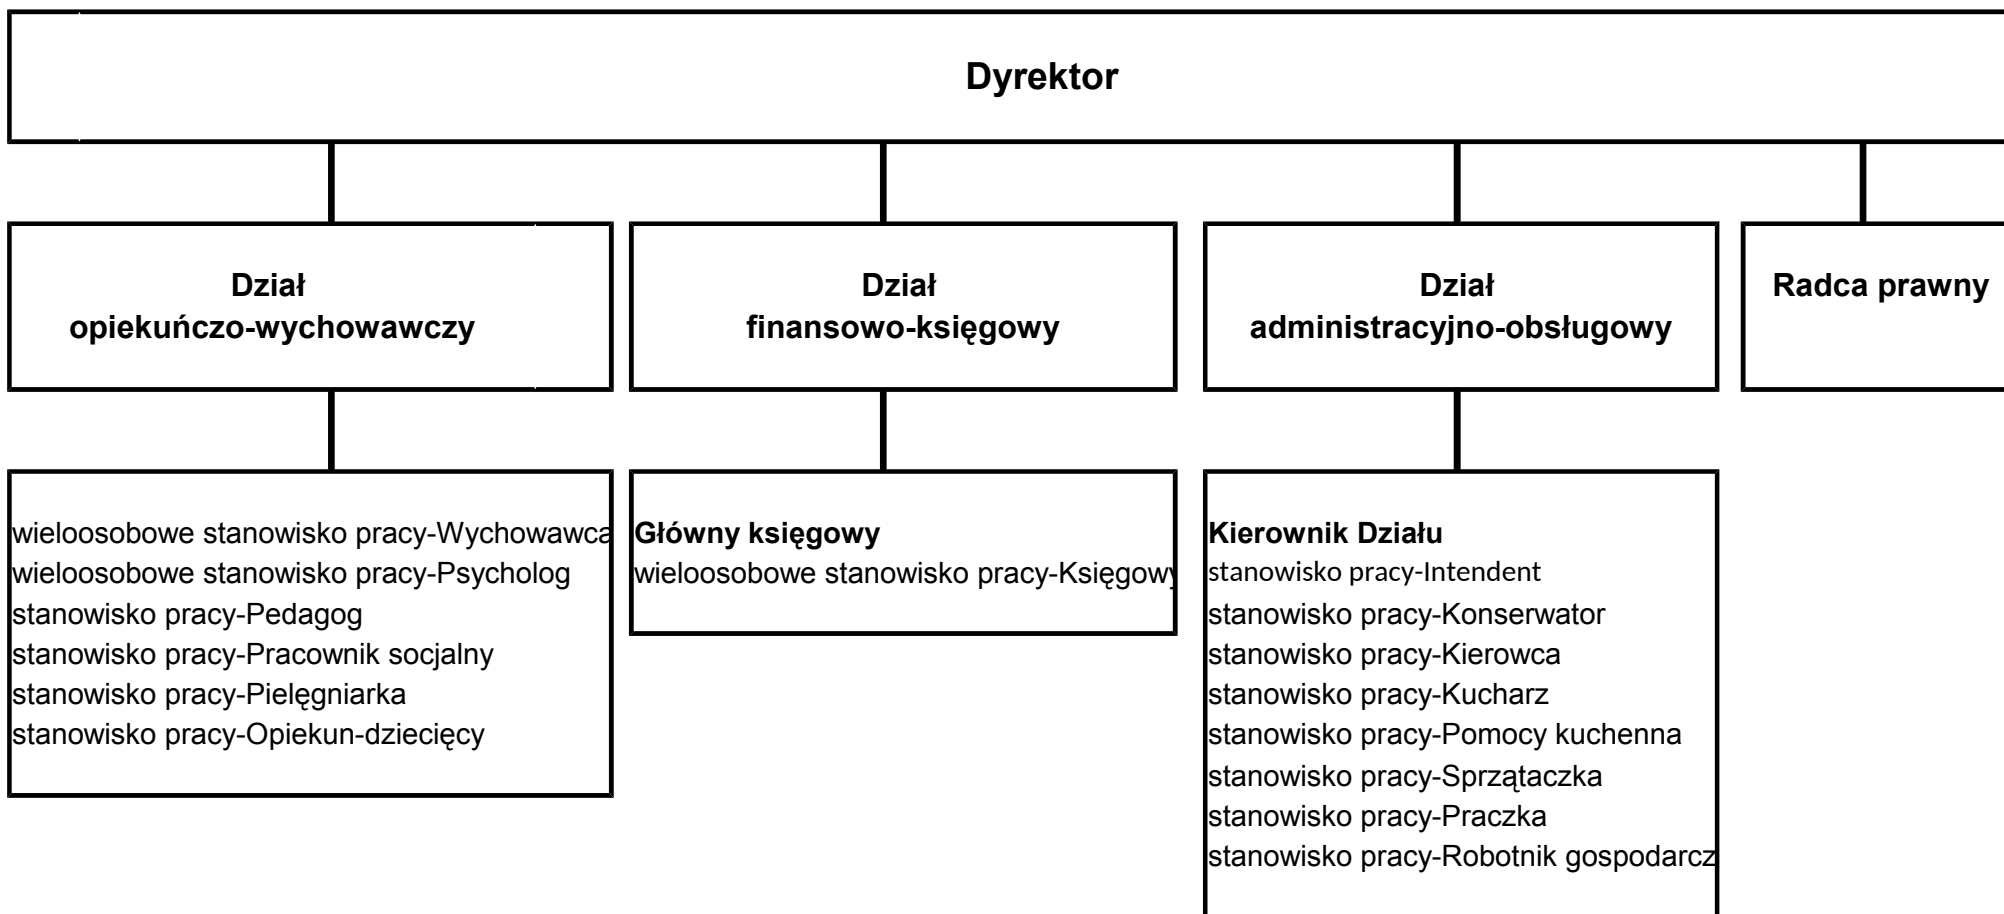 Dyrektor
Dział
opiekuńczo-wychowawczy
Dział
finansowo-księgowy
Dział
administracyjno-obsługowy
Radca prawny
wieloosobowe stanowisko pracy-Wychowawca
wieloosobowe stanowisko pracy-Psycholog
stanowisko pracy-Pedagog
stanowisko pracy-Pracownik socjalny
stanowisko pracy-Pielęgniarka
stanowisko pracy-Opiekun-dziecięcy
Główny księgowy
wieloosobowe stanowisko pracy-Księgowy
Kierownik Działu
stanowisko pracy-Intendent
stanowisko pracy-Konserwator
stanowisko pracy-Kierowca
stanowisko pracy-Kucharz
stanowisko pracy-Pomocy kuchenna
stanowisko pracy-Sprzątaczka
stanowisko pracy-Praczka
stanowisko pracy-Robotnik gospodarcz